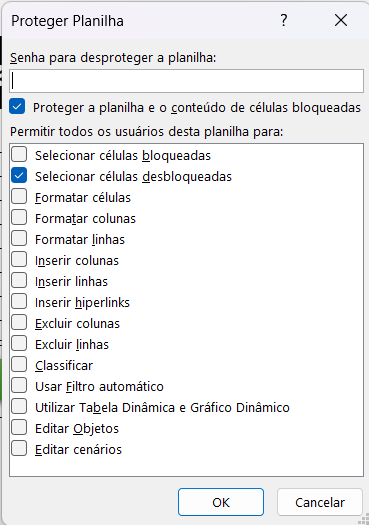 Proteger Planilha
?
Senha para desproteger a planilha:
Proteger a planilha e o conteúdo de células bloqueadas
Permitir todos os usuários desta planilha para:
Selecionar células bloqueadas
Selecionar células desbloqueadas
Formatar células
Formatar colunas
Formatar linhas
Inserir colunas
Inserir linhas
Inserir hiperlinks
Excluir colunas
Excluir linhas
Classificar
Usar Filtro automático
Utilizar Tabela Dinâmica e Gráfico Dinâmico
Editar Objetos
Editar cenários
OK Cancelar